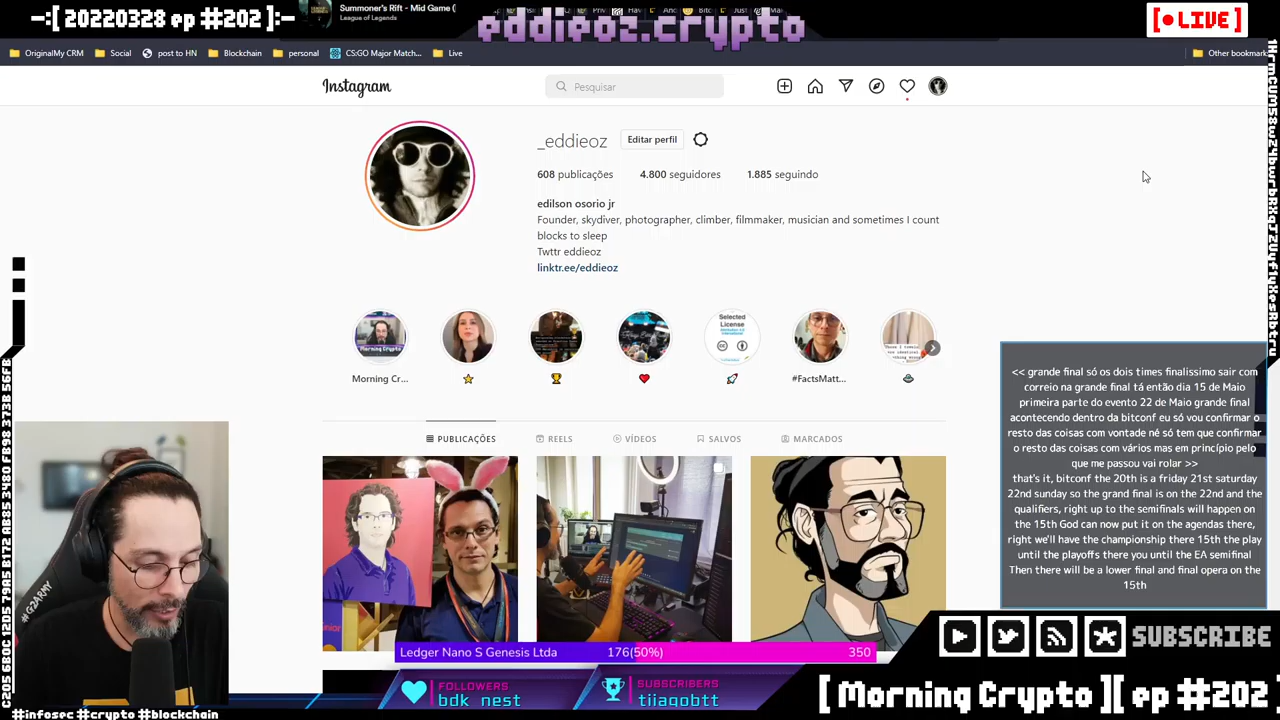 -:[ 20220328 ep #202 ]:-
Summoner's Rift - Mid Game (
League of Legends
eddieoz.crypto
[● LIVE ]
OriginalMy CRM
Social
post to HN
Blockchain
personal
CS:GO Major Match...
Live
Other bookmark
Instagram
Pesquisar
_eddieoz
Editar perfil
608 publicações
4.800 seguidores
1.885 seguindo
edilson osorio jr
Founder, skydiver, photographer, climber, filmmaker, musician and sometimes I count
blocks to sleep
Twttr eddieoz
linktr.ee/eddieoz
Selected
License
Morning Cr...
#FactsMatt...
PUBLICAÇÕES
REELS
VÍDEOS
SALVOS
MARCADOS
<< grande final só os dois times finalissimo sair com
correio na grande final tá então dia 15 de Maio
primeira parte do evento 22 de Maio grande final
acontecendo dentro da bitconf eu só vou confirmar o
resto das coisas com vontade né só tem que confirmar
o resto das coisas com vários mas em princípio pelo
que me passou vai rolar >>
that's it, bitconf the 20th is a friday 21st saturday
22nd sunday so the grand final is on the 22nd and the
qualifiers, right up to the semifinals will happen on
the 15th God can now put it on the agendas there,
right we'll have the championship there 15th the play
until the playoffs there you until the EA semifinal
Then there will be a lower final and final opera on the
15th
#G2ARMY
Ledger Nano S Genesis Ltda
176(50%)
350
SUBSCRIBE
FOLLOWERS
bdk_nest
SUBSCRIBERS
tiiagobtt
[ Morning Crypto ][ ep #202 ]
#infosec #crypto #blockchain